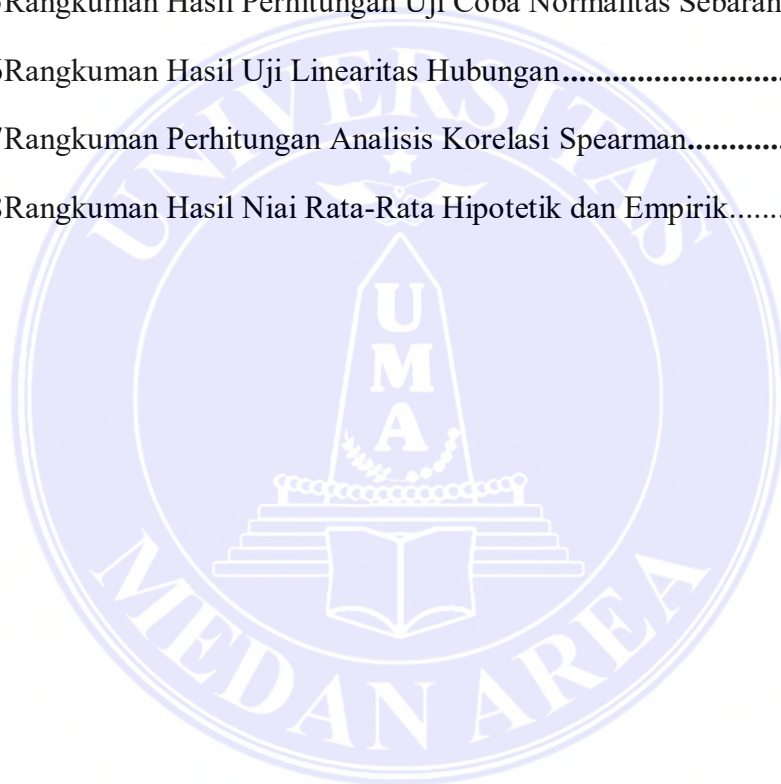 Rangkuman Hasil Perhitungan Uji Coba Normalitas Sebaran
Rangkuman Hasil Uji Linearitas Hubungan.......................
7Rangkuman Perhitungan Analisis Korelasi Spearman............
Rangkuman Hasil Niai Rata-Rata Hipotetik dan Empirik.......
UNIVERSITAS
U
M
A
MEDAN AREA